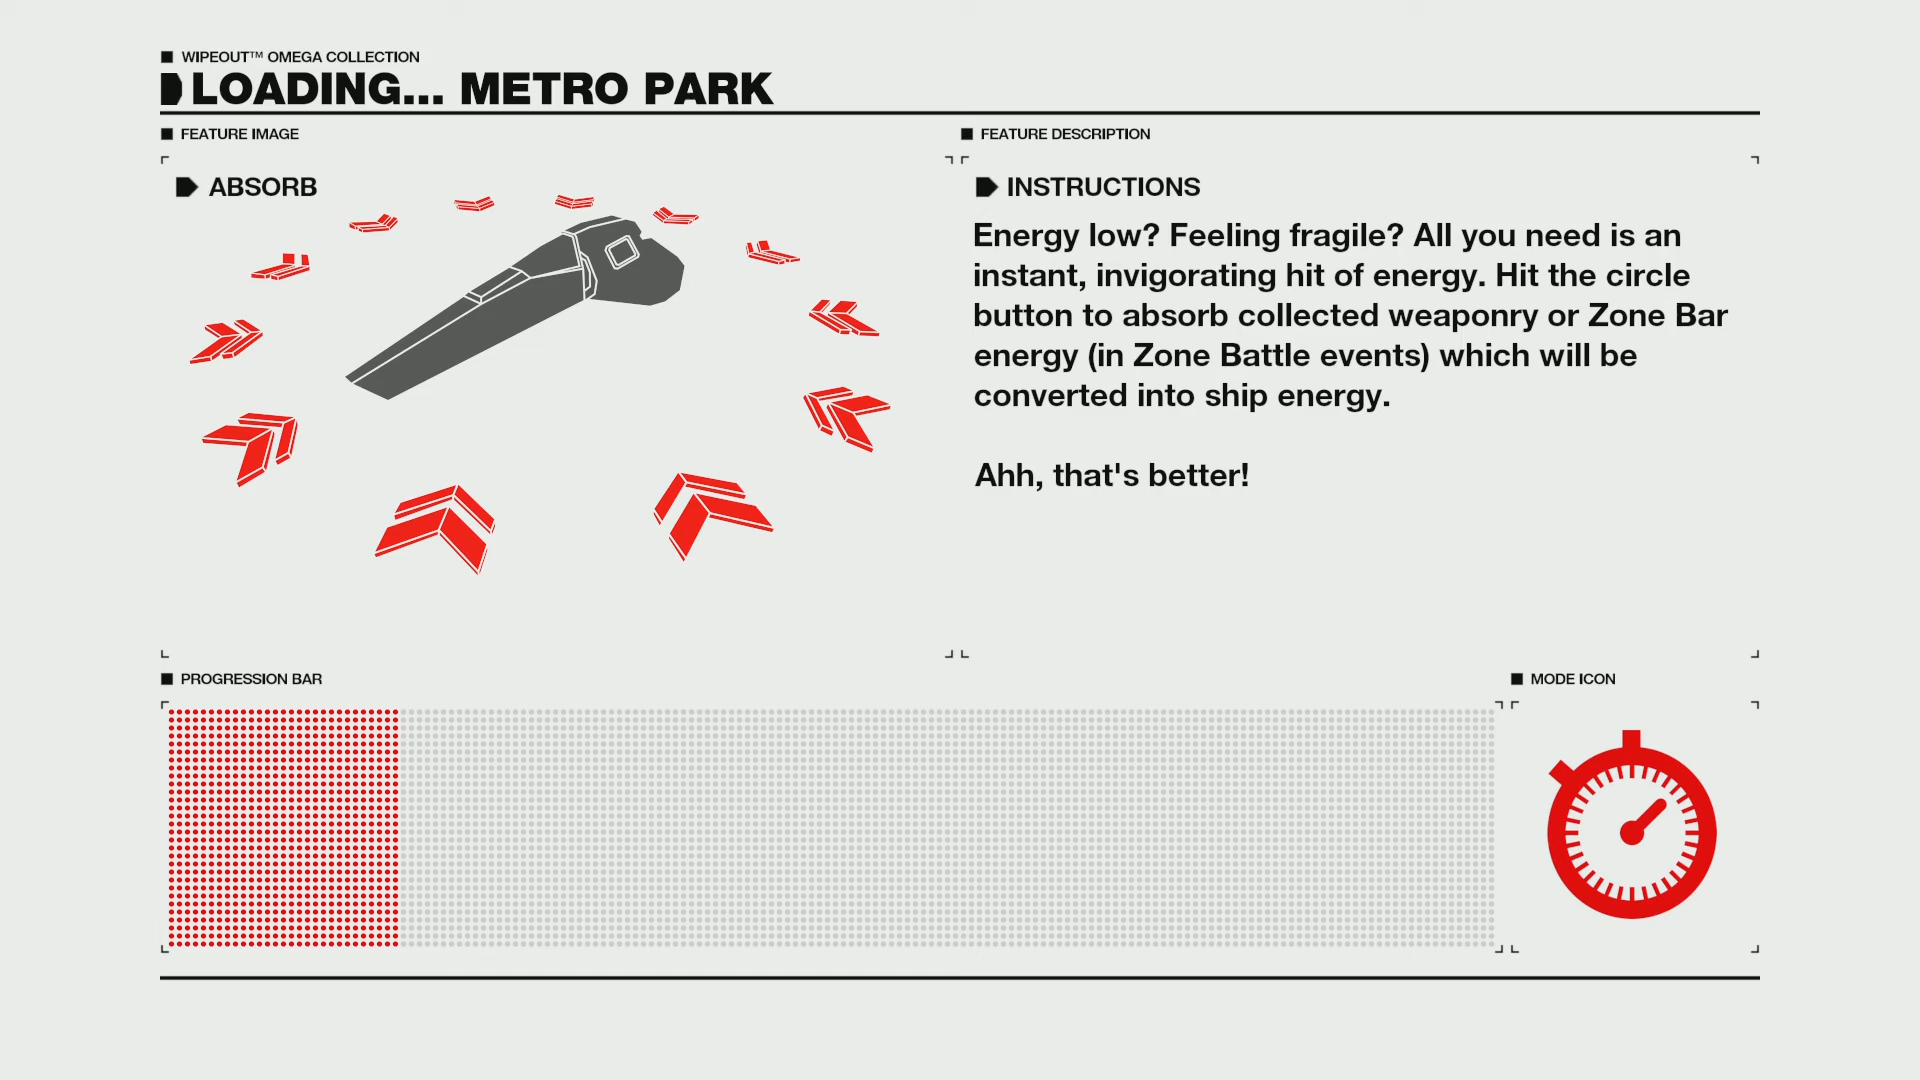 WIPEOUT™ OMEGA COLLECTION
LOADING... METRO PARK
FEATURE IMAGE
ABSORB
FEATURE DESCRIPTION
INSTRUCTIONS
Energy low? Feeling fragile? All you need is an
instant, invigorating hit of energy. Hit the circle
button to absorb collected weaponry or Zone Bar
energy (in Zone Battle events) which will be
converted into ship energy.
Ahh, that's better!
PROGRESSION BAR
MODE ICON